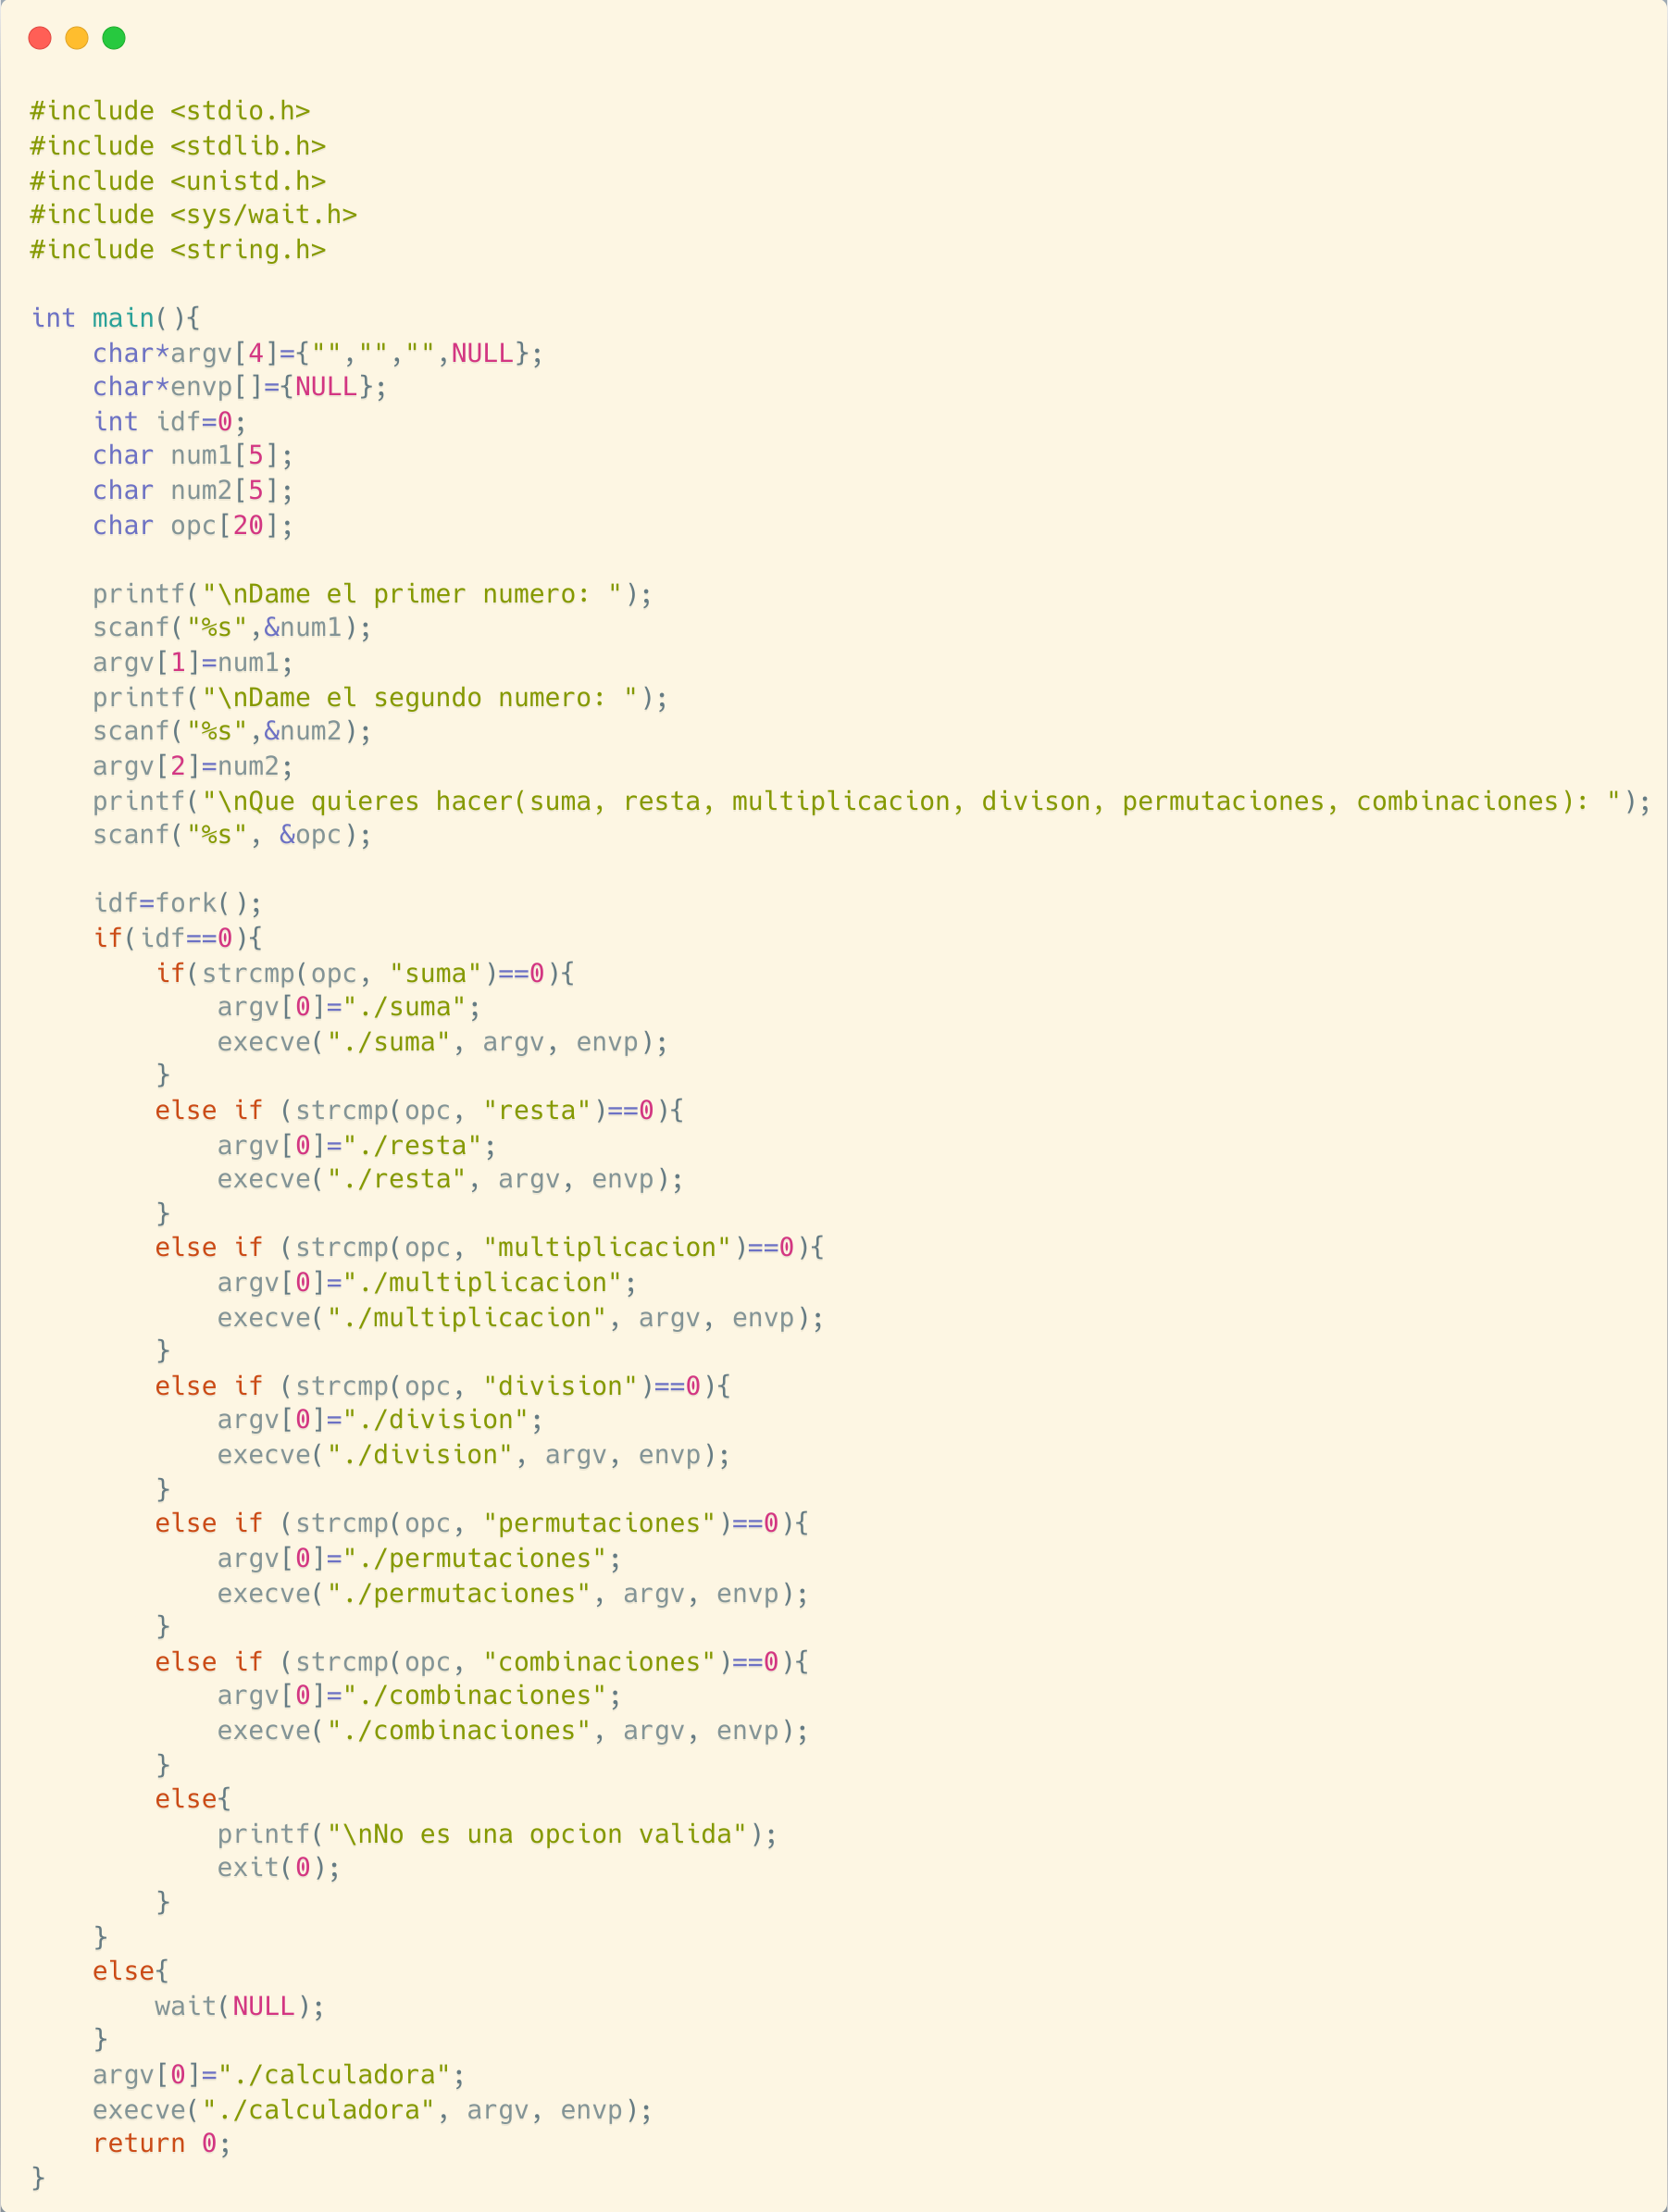 #include <stdio.h>
#include <stdlib.h>
#include <unistd.h>
#include <sys/wait.h>
#include <string.h>

int main(){
    char*argv[4]={"","","",NULL};
    char*envp[]={NULL};
    int idf=0;
    char num1[5];
    char num2[5];
    char opc[20];

    printf("\nDame el primer numero: ");
    scanf("%s",&num1);
    argv[1]=num1;
    printf("\nDame el segundo numero: ");
    scanf("%s",&num2);
    argv[2]=num2;
    printf("\nQue quieres hacer(suma, resta, multiplicacion, divison, permutaciones, combinaciones): ");
    scanf("%s", &opc);

    idf=fork();
    if(idf==0){
        if(strcmp(opc, "suma")==0){
            argv[0]="./suma";
            execve("./suma", argv, envp);
        }
        else if (strcmp(opc, "resta")==0){
            argv[0]="./resta";
            execve("./resta", argv, envp);
        }
        else if (strcmp(opc, "multiplicacion")==0){
            argv[0]="./multiplicacion";
            execve("./multiplicacion", argv, envp);
        }
        else if (strcmp(opc, "division")==0){
            argv[0]="./division";
            execve("./division", argv, envp);
        }
        else if (strcmp(opc, "permutaciones")==0){
            argv[0]="./permutaciones";
            execve("./permutaciones", argv, envp);
        }
        else if (strcmp(opc, "combinaciones")==0){
            argv[0]="./combinaciones";
            execve("./combinaciones", argv, envp);
        }
        else{
            printf("\nNo es una opcion valida");
            exit(0);
        }
    }
    else{
        wait(NULL);
    }
    argv[0]="./calculadora";
    execve("./calculadora", argv, envp);
    return 0;
}